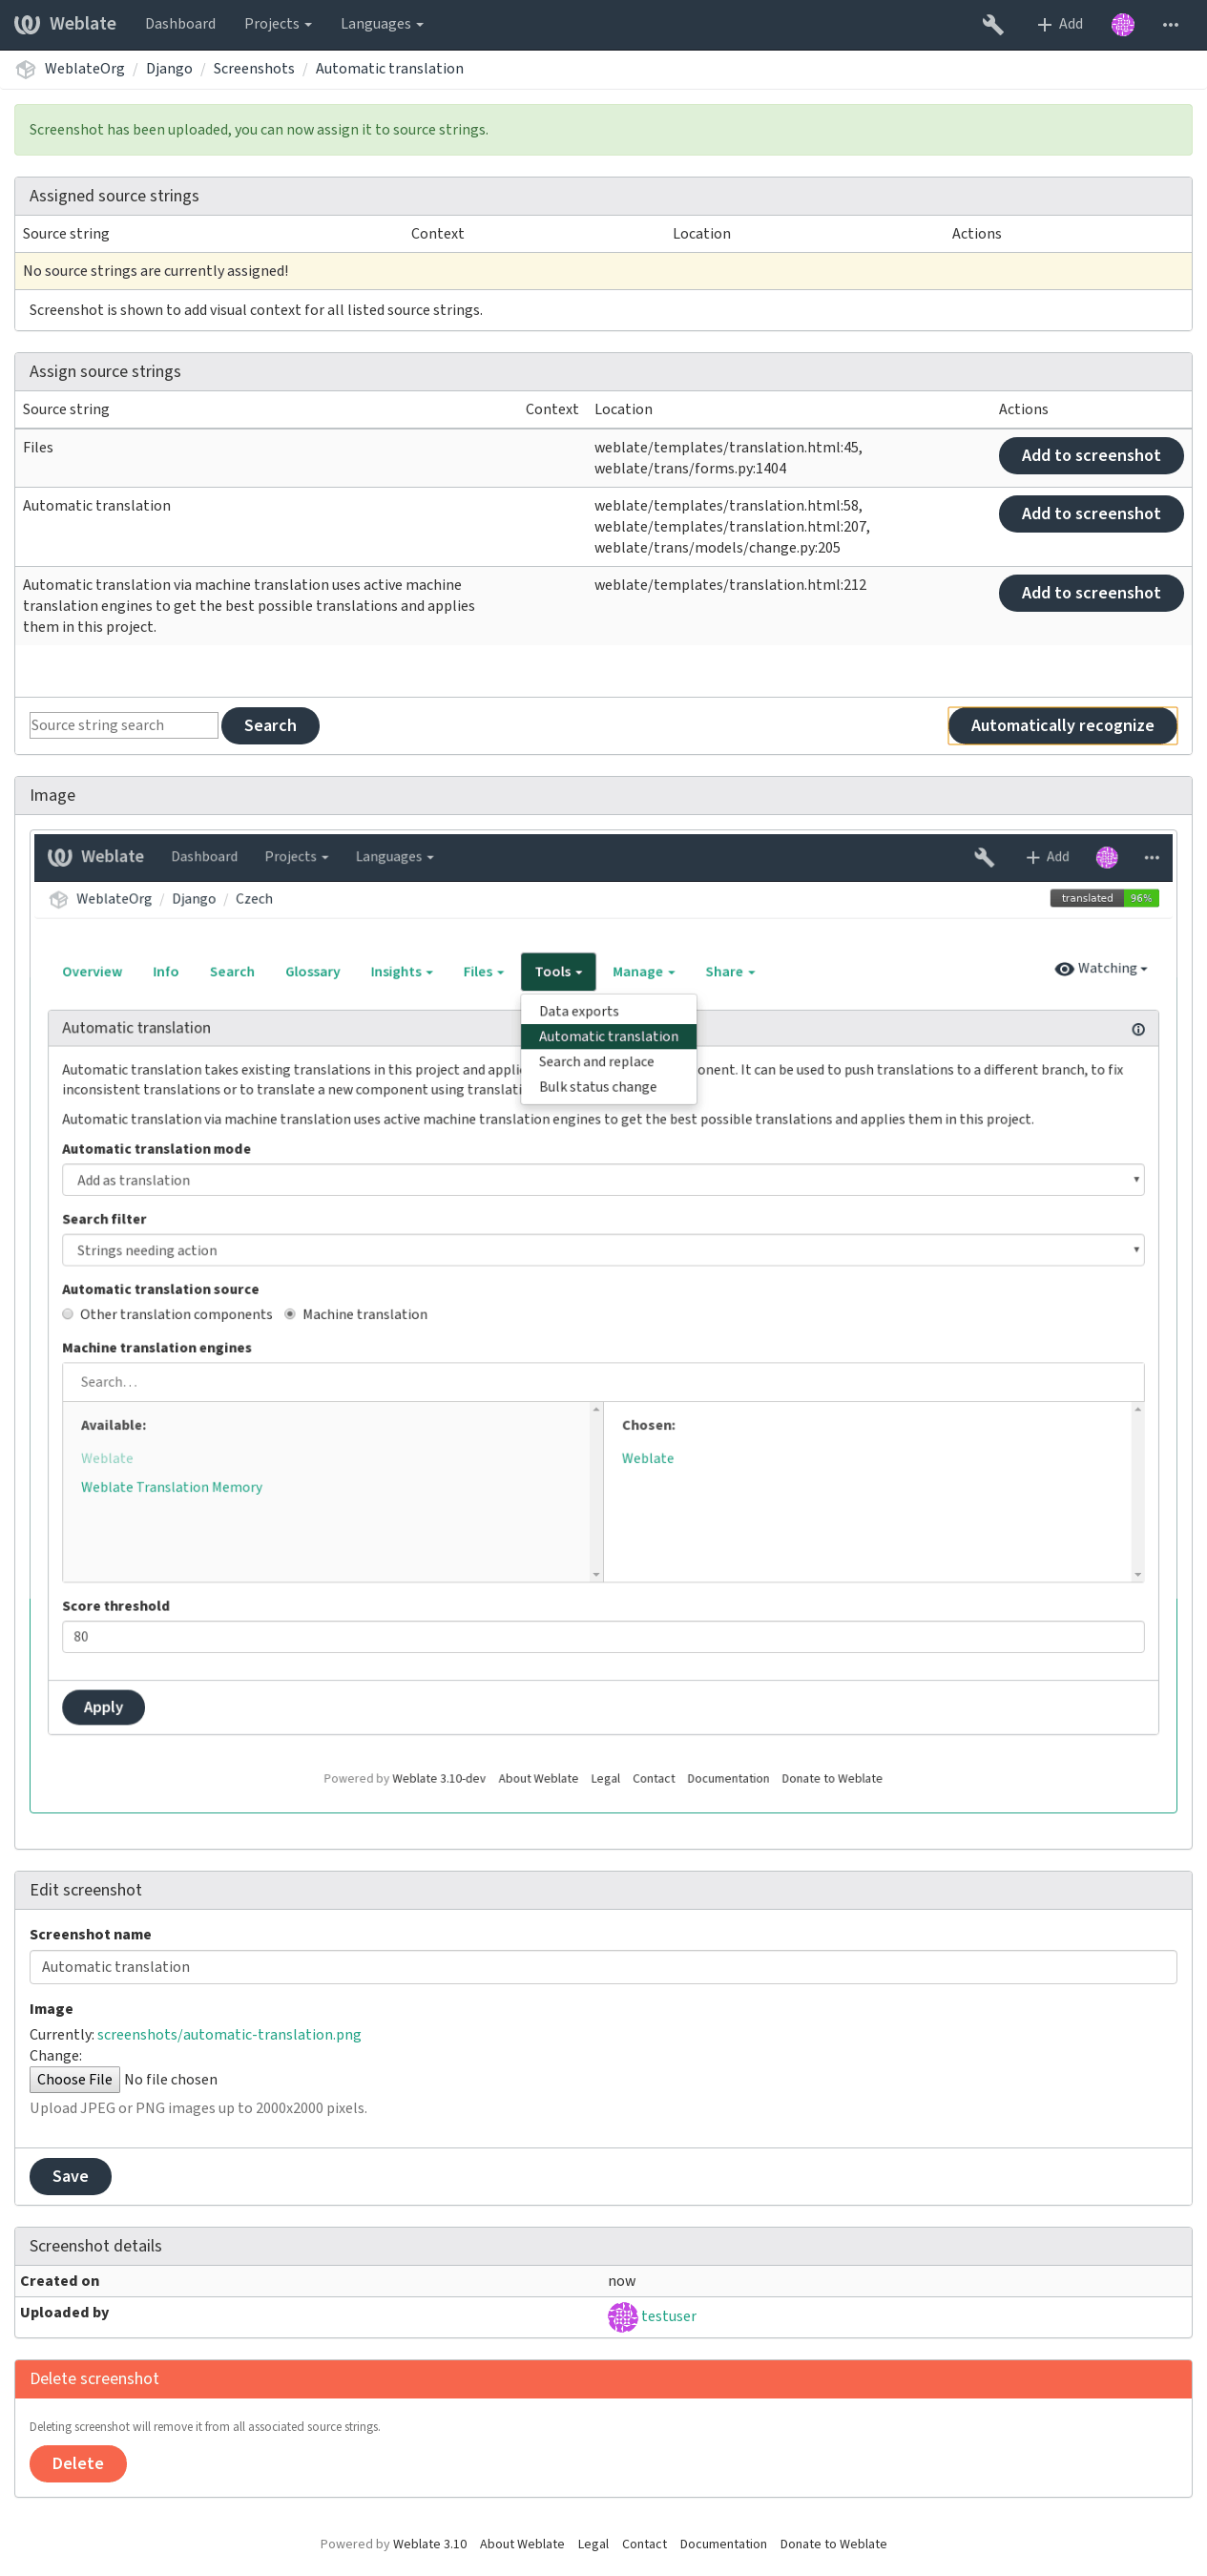 Weblate Dashboard Projects Languages Add
WeblateOrg / Django / Screenshots / Automatic translation
Screenshot has been uploaded, you can now assign it to source strings.
Assigned source strings
Source string Context Location Actions
No source strings are currently assigned!
Screenshot is shown to add visual context for all listed source strings.
Assign source strings
Source string Context Location Actions
Files weblate/templates/translation.html:45, Add to screenshot
weblate/trans/forms.py:1404
Automatic translation weblate/templates/translation.html:58, Add to screenshot
weblate/templates/translation.html:207,
weblate/trans/models/change.py:205
Automatic translation via machine translation uses active machine weblate/templates/translation.html:212 Add to screenshot
translation engines to get the best possible translations and applies
them in this project.
Source string search Search Automatically recognize
Image
Weblate Dashboard Projects Languages Add
WeblateOrg / Django / Czech translated 96%
Overview Info Search Glossary Insights Files Tools Manage Share Watching
Data exports
Automatic translation
Automatic translation
Search and replace
Bulk status change
Automatic translation takes existing translations in this project and appli onent. It can be used to push translations to a different branch, to fix
inconsistent translations or to translate a new component using translati
Automatic translation via machine translation uses active machine translation engines to get the best possible translations and applies them in this project.
Automatic translation mode
Add as translation
Search filter
Strings needing action
Automatic translation source
Other translation components Machine translation
Machine translation engines
Search…
Available: Chosen:
Weblate Weblate
Weblate Translation Memory
Score threshold
80
Apply
Powered by Weblate 3.10-dev About Weblate Legal Contact Documentation Donate to Weblate
Edit screenshot
Screenshot name
Automatic translation
Image
Currently: screenshots/automatic-translation.png
Change:
Choose File No file chosen
Upload JPEG or PNG images up to 2000x2000 pixels.
Save
Screenshot details
Created on now
Uploaded by testuser
Delete screenshot
Deleting screenshot will remove it from all associated source strings.
Delete
Powered by Weblate 3.10 About Weblate Legal Contact Documentation Donate to Weblate